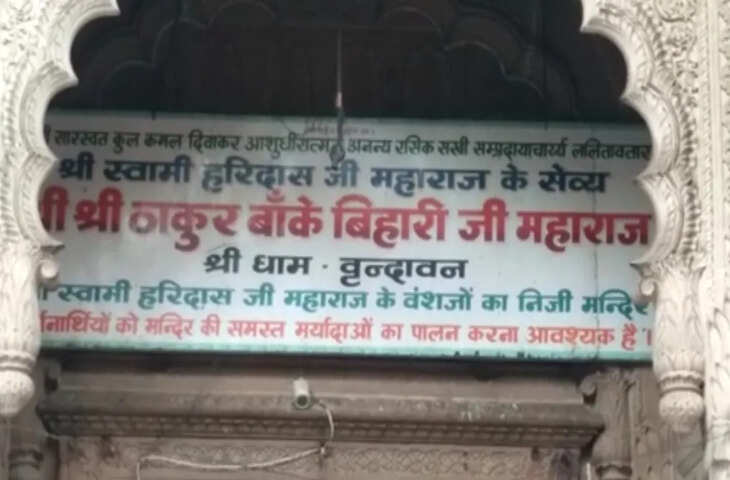 सारस्वत कुल कमल दिवाकर आशुधीरात्मज अनन्य रसिक सखी सम्प्रदायाचार्य्य ललितावतार
श्री स्वामी हरिदास जी महाराज के सेव्य
श्री ठाकुर बाँके बिहारी जी महाराज
श्री धाम - वृन्दावन
स्वामी हरिदास जी महाराज के वंशजों का निजी मन्दिर
को मन्दिर की समस्त मर्यादाओं का पालन करना आवश्यक है।